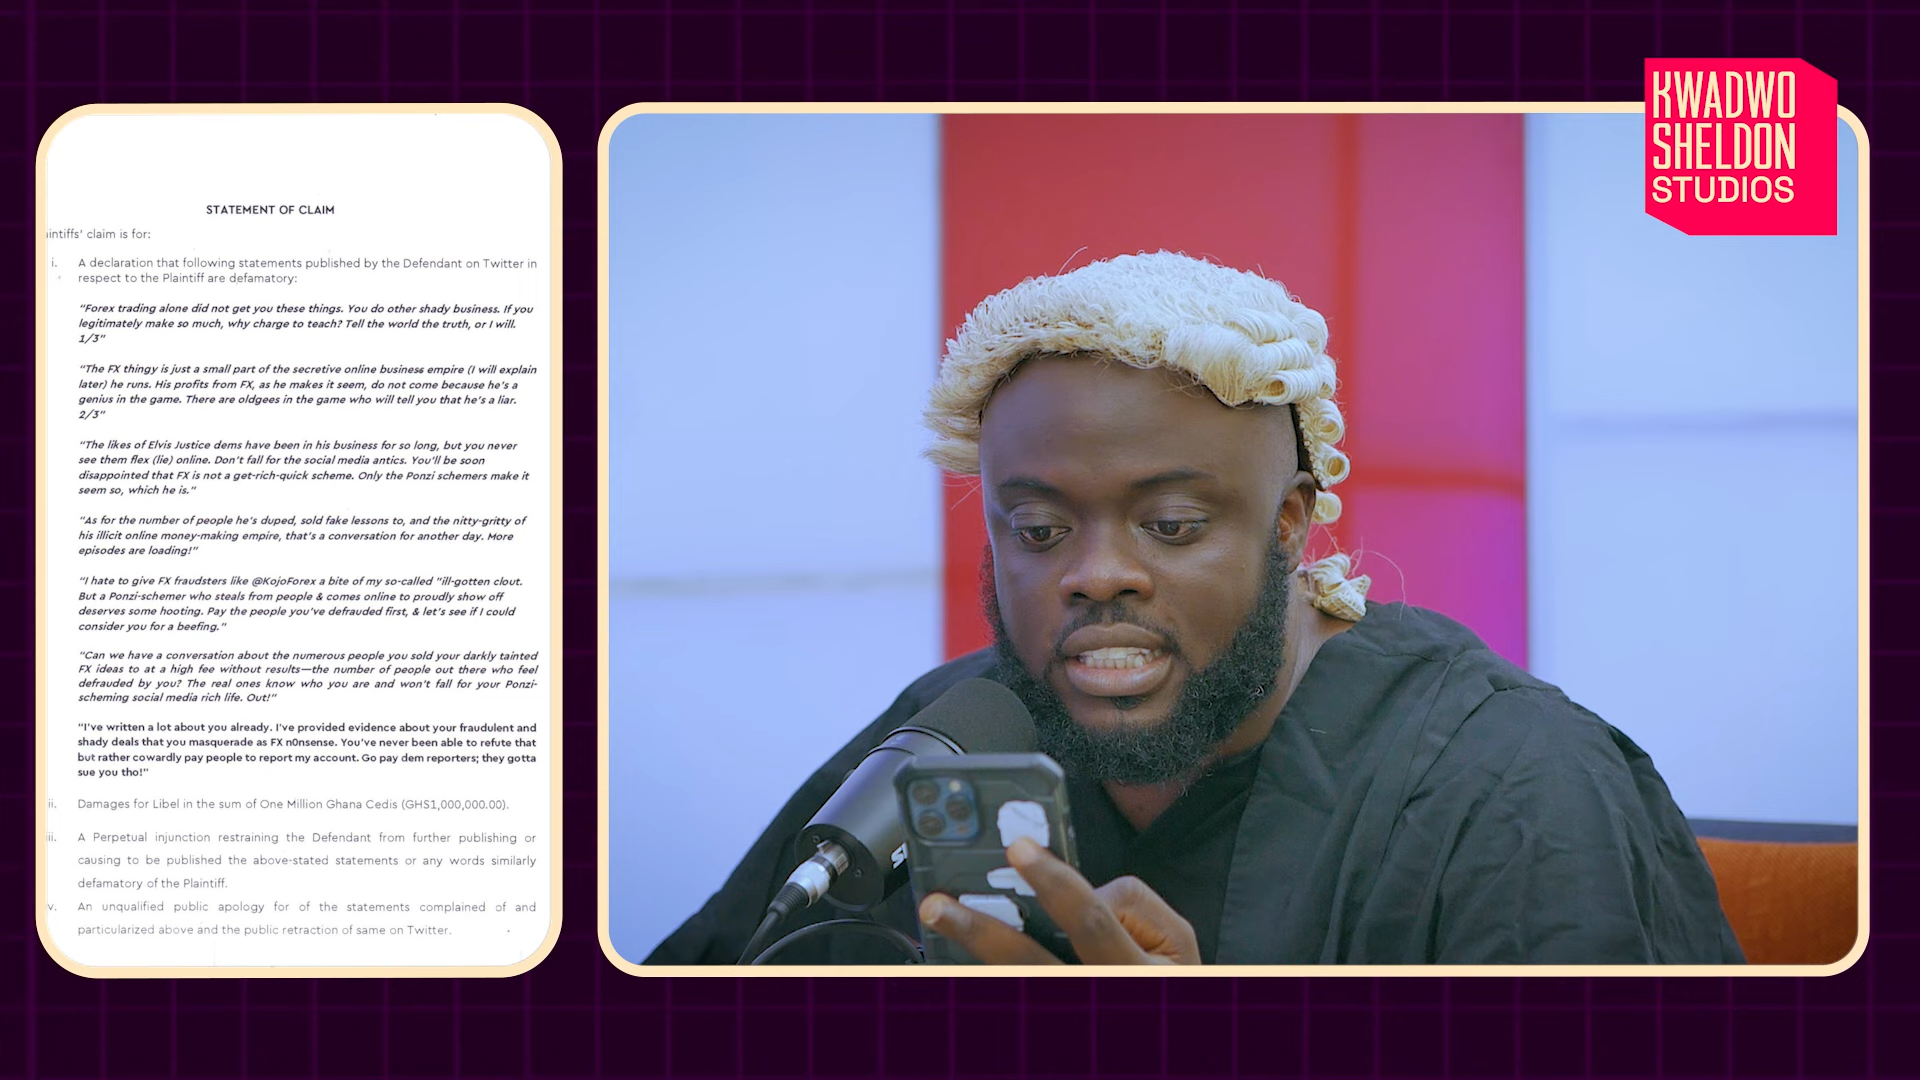 STATEMENT OF CLAIM
aintiffs' claim is for:
i. A declaration that following statements published by the Defendant on Twitter in
respect to the Plaintiff are defamatory:
"Forex trading alone did not get you these things. You do other shady business. If you
legitimately make so much, why charge to teach? Tell the world the truth, or I will.
1/3"
"The FX thingy is just a small part of the secretive online business empire (I will explain
later) he runs. His profits from FX, as he makes it seem, do not come because he's a
genius in the game. There are oldgees in the game who will tell you that he's a liar.
2/3"
"The likes of Elvis Justice dems have been in his business for so long, but you never
see them flex (lie) online. Don't fall for the social media antics. You'll be soon
disappointed that FX is not a get-rich-quick scheme. Only the Ponzi schemers make it
seem so, which he is."
"As for the number of people he's duped, sold fake lessons to, and the nitty-gritty of
his illicit online money-making empire, that's a conversation for another day. More
episodes are loading!"
"I hate to give FX fraudsters like @KojoForex a bite of my so-called "ill-gotten clout.
But a Ponzi-schemer who steals from people & comes online to proudly show off
deserves some hooting. Pay the people you've defrauded first, & let's see if I could
consider you for a beefing."
"Can we have a conversation about the numerous people you sold your darkly tainted
FX ideas to at a high fee without results—the number of people out there who feel
defrauded by you? The real ones know who you are and won't fall for your Ponzi-
scheming social media rich life. Out!"
"I've written a lot about you already. I've provided evidence about your fraudulent and
shady deals that you masquerade as FX n0nsense. You've never been able to refute that
but rather cowardly pay people to report my account. Go pay dem reporters; they gotta
sue you tho!"
ii. Damages for Libel in the sum of One Million Ghana Cedis (GHS1,000,000.00).
iii. A Perpetual injunction restraining the Defendant from further publishing or
causing to be published the above-stated statements or any words similarly
defamatory of the Plaintiff.
v. An unqualified public apology for of the statements complained of and
particularized above and the public retraction of same on Twitter.
KWADWO
SHELDON
STUDIOS